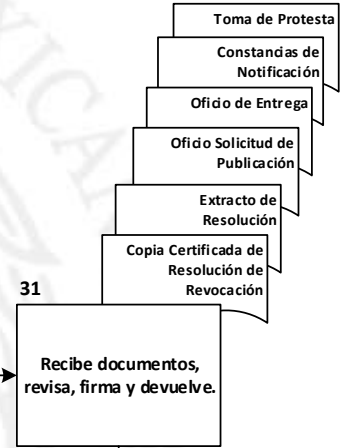 Toma de Protesta
Constancias de
Notificación
Oficio de Entrega
Oficio Solicitud de
Publicación
Extracto de
Resolución
Copia Certificada de
Resolución de
Revocación
31
Recibe documentos,
revisa, firma y devuelve.